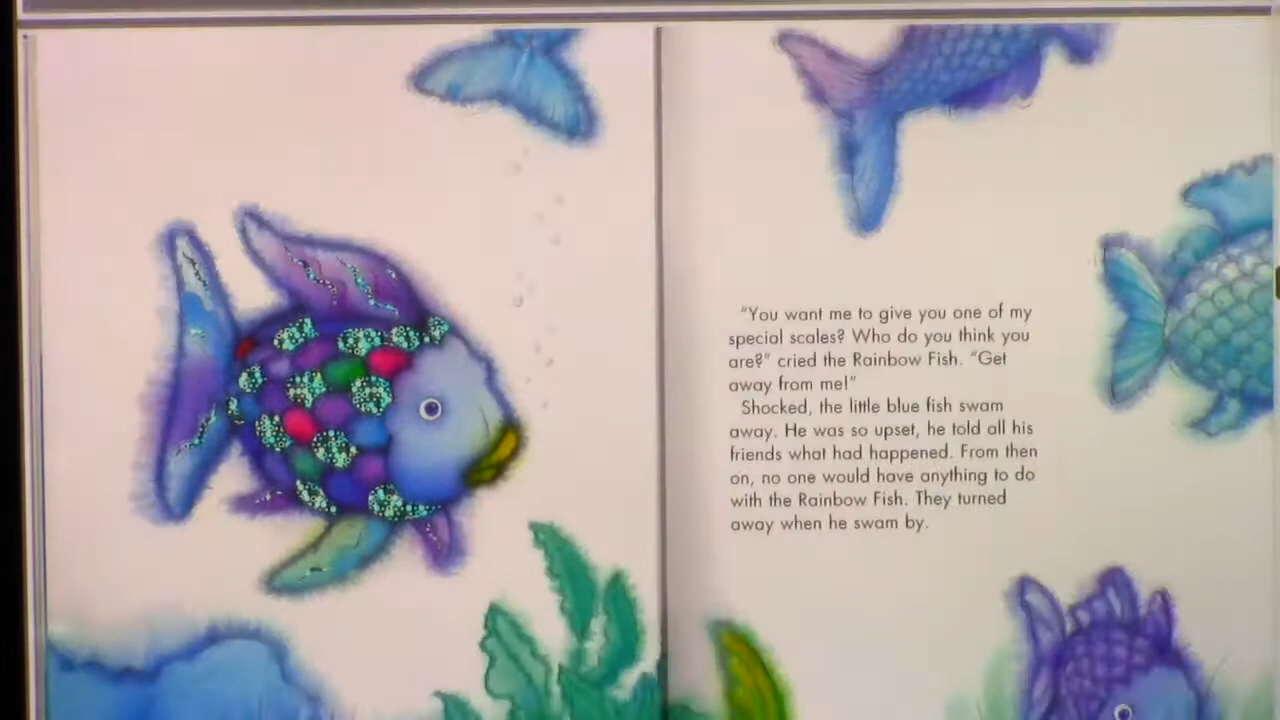 "You want me to give you one of my
special scales? Who do you think you
are?" cried the Rainbow Fish. "Get
away from me!"
Shocked, the little blue fish swam
away. He was so upset, he told all his
friends what had happened. From then
on, no one would have anything to do
with the Rainbow Fish. They turned
away when he swam by.